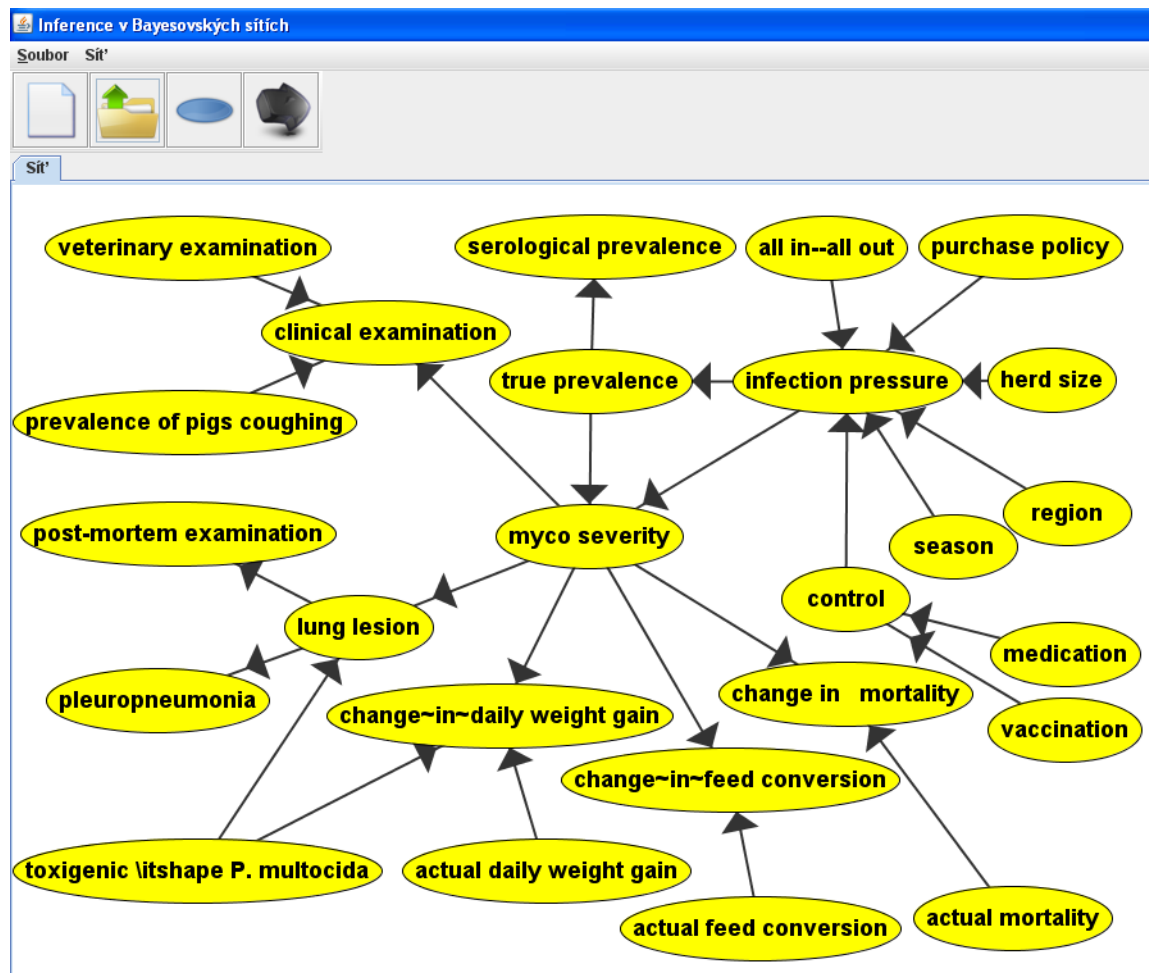 Inference v Bayesovských sítích
Soubor Síť
Síť
veterinary examination
serological prevalence
all in--all out
purchase policy
clinical examination
true prevalence
infection pressure
herd size
prevalence of pigs coughing
post-mortem examination
myco severity
region
season
control
lung lesion
medication
pleuropneumonia
change~in~daily weight gain
change in   mortality
vaccination
change~in~feed conversion
toxigenic \itshape P. multocida
actual daily weight gain
actual feed conversion
actual mortality